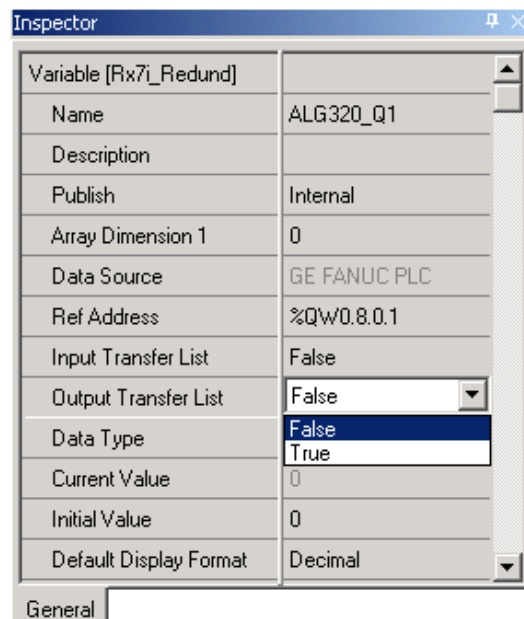 Inspector
Variable [Rx7i_Redund]
Name ALG320_Q1
Description
Publish Internal
Array Dimension 1 0
Data Source GE FANUC PLC
Ref Address %QW0.8.0.1
Input Transfer List False
Output Transfer List False
Data Type False
True
Current Value 0
Initial Value 0
Default Display Format Decimal
General